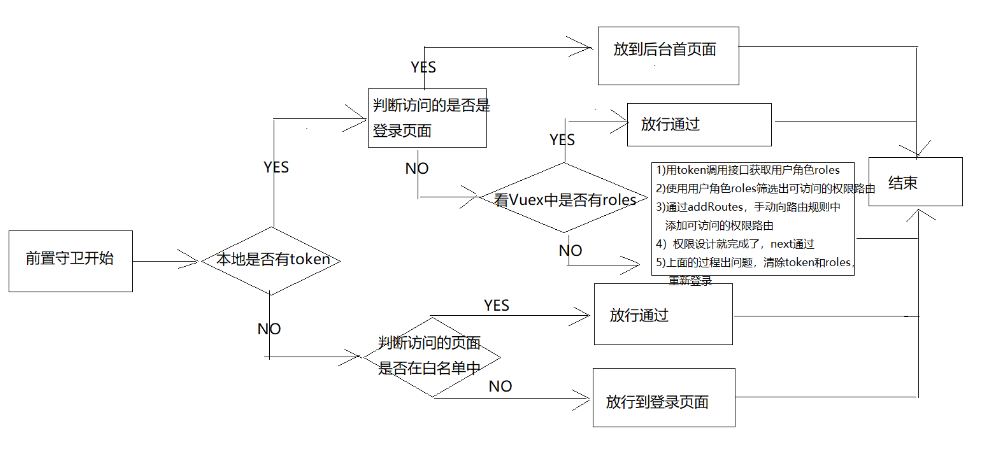 前置守卫开始
本地是否有token
YES
判断访问的是否是
登录页面
YES
放到后台首页面
NO
看Vuex中是否有roles
YES
放行通过
NO
1)用token调用接口获取用户角色roles
2)使用用户角色roles筛选出可访问的权限路由
3)通过addRoutes，手动向路由规则中
添加可访问的权限路由
4）权限设计就完成了，next通过
5)上面的过程出问题，清除token和roles，
重新登录
结束
NO
判断访问的页面
是否在白名单中
YES
放行通过
NO
放行到登录页面